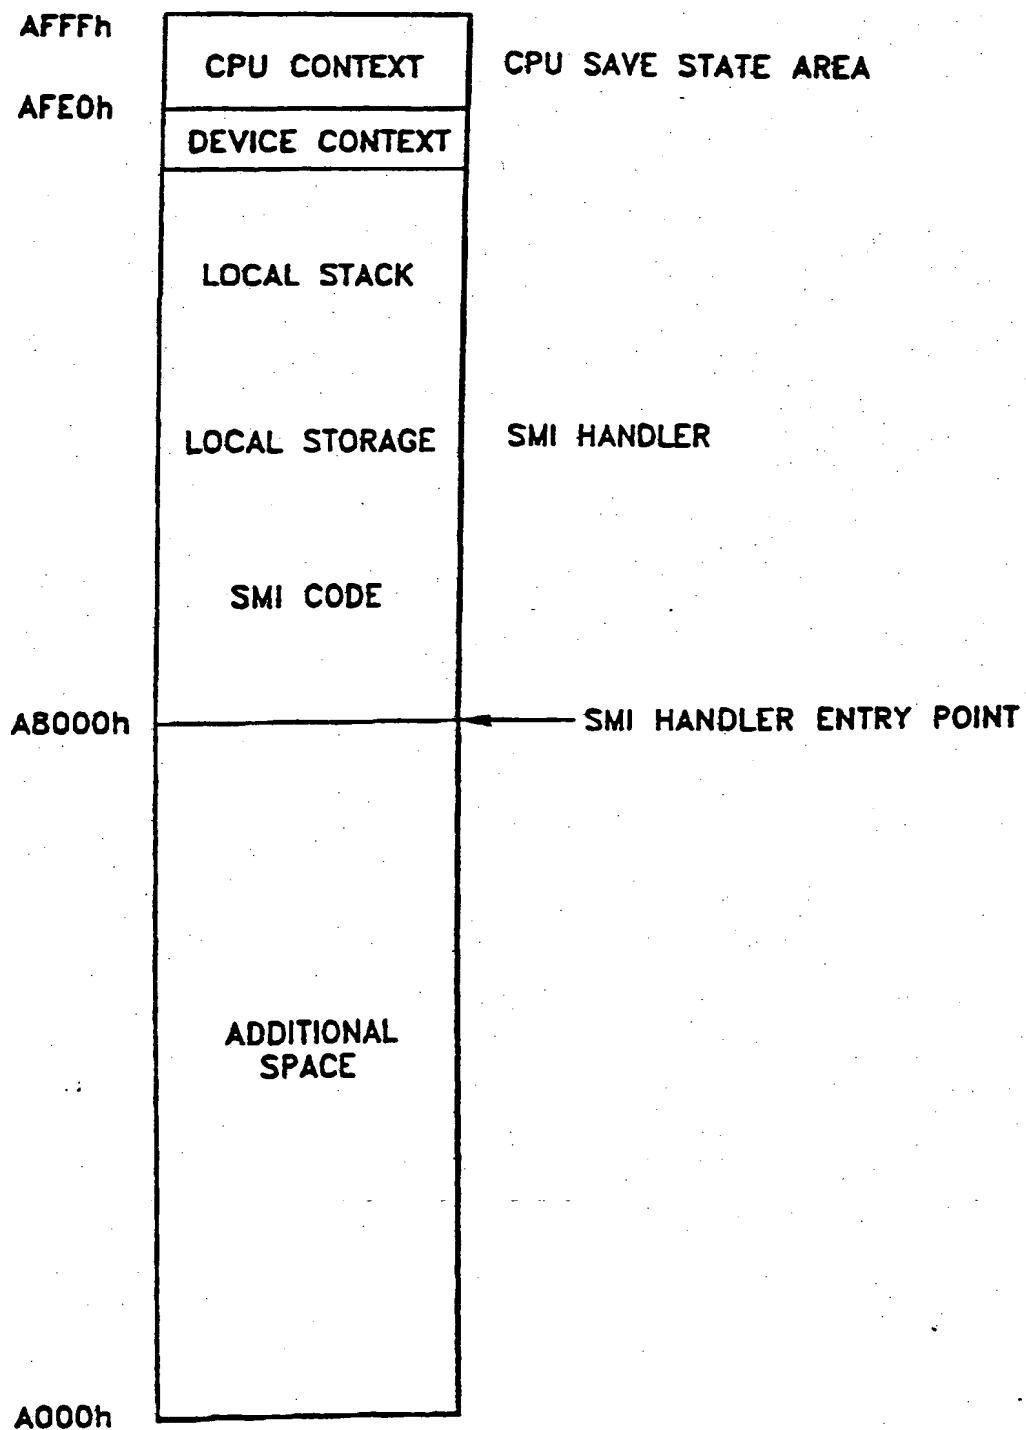 AFFFh
CPU CONTEXT
CPU SAVE STATE AREA
AFE0h
DEVICE CONTEXT
LOCAL STACK
LOCAL STORAGE
SMI HANDLER
SMI CODE
A8000h
SMI HANDLER ENTRY POINT
ADDITIONAL
SPACE
A000h